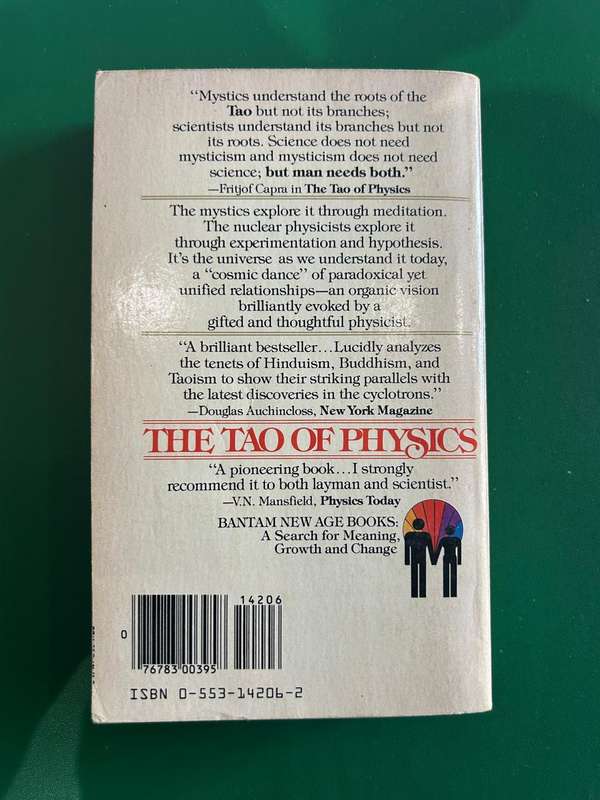 “Mystics understand the roots of the
Tao but not its branches;
scientists understand its branches but not
its roots. Science does not need
mysticism and mysticism does not need
science; but man needs both.”
—Fritjof Capra in The Tao of Physics
The mystics explore it through meditation.
The nuclear physicists explore it
through experimentation and hypothesis.
It’s the universe as we understand it today,
a “cosmic dance” of paradoxical yet
unified relationships—an organic vision
brilliantly evoked by a
gifted and thoughtful physicist.
“A brilliant bestseller...Lucidly analyzes
the tenets of Hinduism, Buddhism, and
Taoism to show their striking parallels with
the latest discoveries in the cyclotrons.”
—Douglas Auchincloss, New York Magazine
THE TAO OF PHYSICS
“A pioneering book...I strongly
recommend it to both layman and scientist.”
—V.N. Mansfield, Physics Today
BANTAM NEW AGE BOOKS:
A Search for Meaning,
Growth and Change
14206
0
76783 00395
ISBN 0-553-14206-2